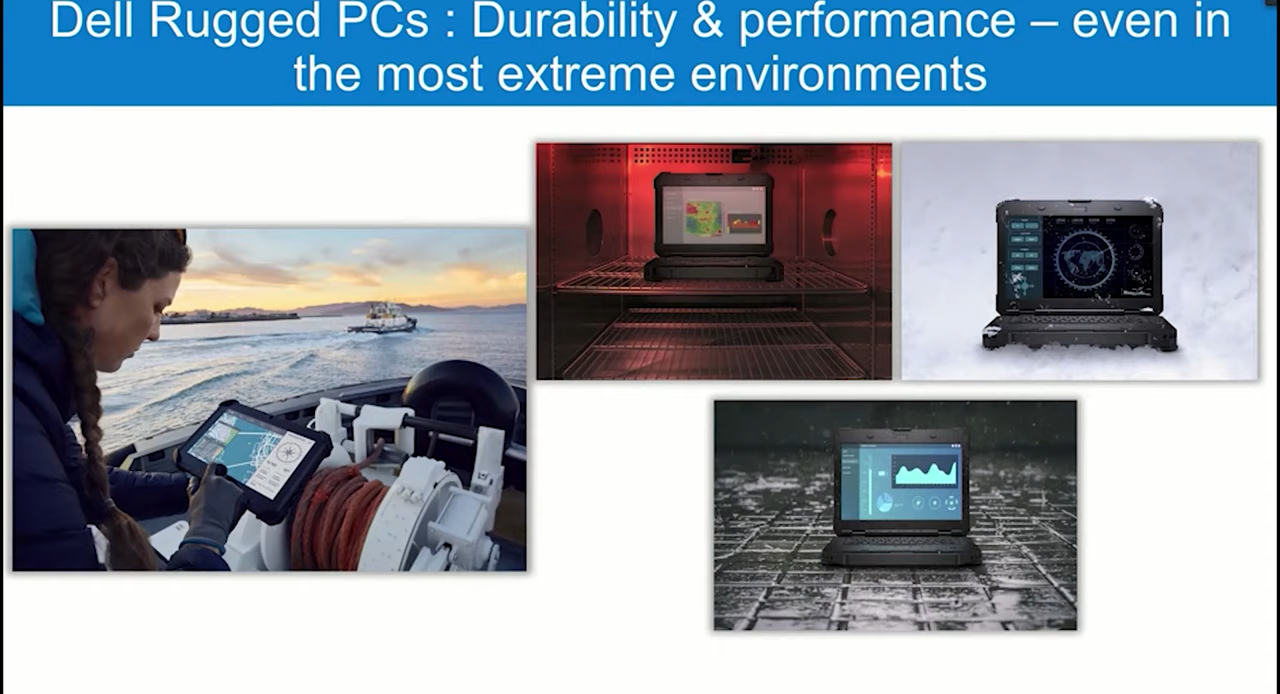 Dell Rugged PCs : Durability & performance – even in
the most extreme environments